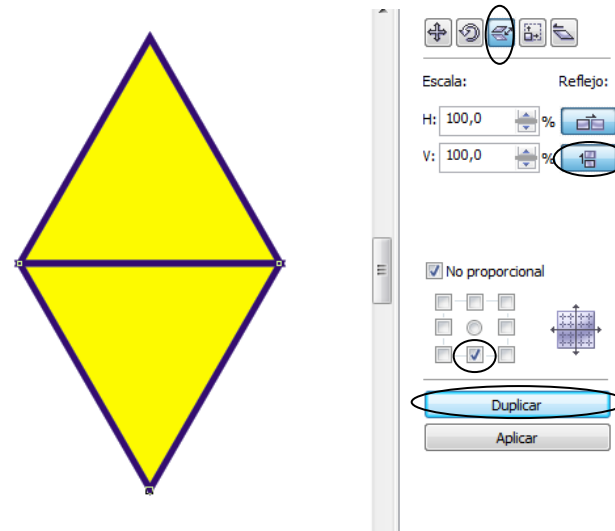 Escala: Reflejo:
H: 100,0 %
V: 100,0 %
No proporcional
Duplicar
Aplicar